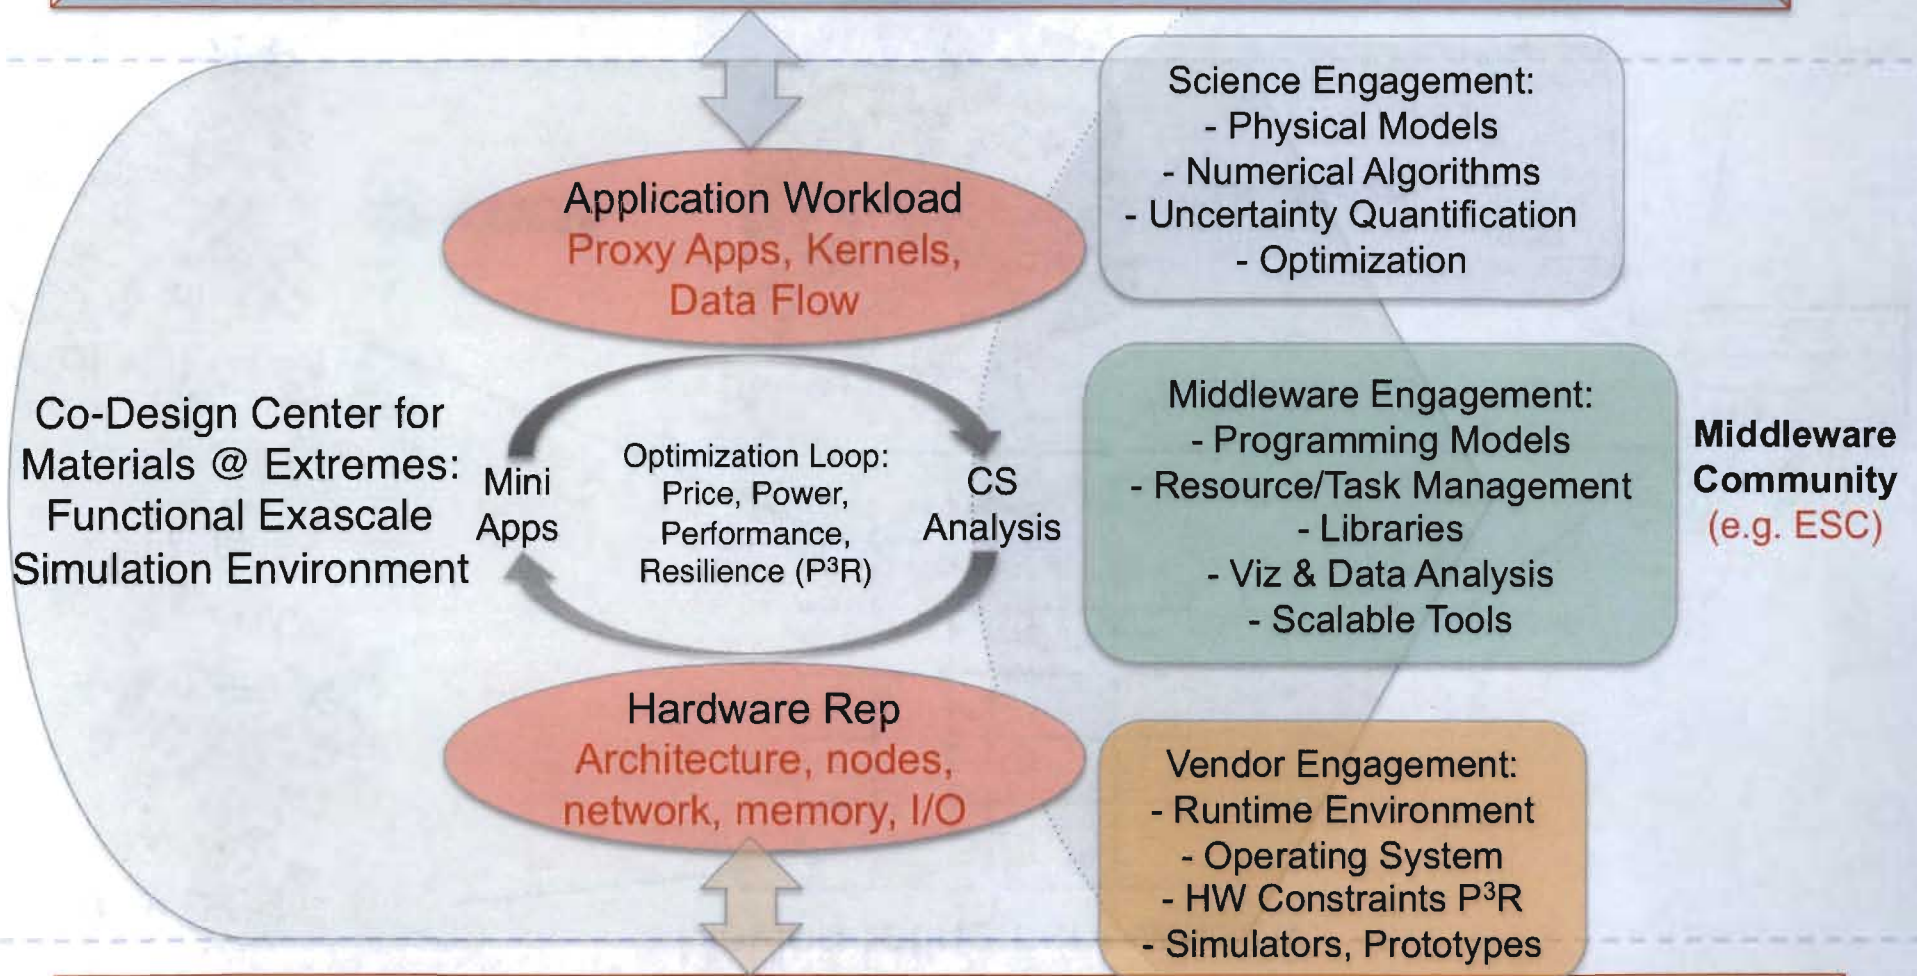 Science Engagement:
- Physical Models
- Numerical Algorithms
- Uncertainty Quantification
- Optimization
Application Workload
Proxy Apps, Kernels,
Data Flow
Co-Design Center for
Materials @ Extremes:
Functional Exascale
Simulation Environment
Mini
Apps
Optimization Loop:
Price, Power,
Performance,
Resilience (P³R)
CS
Analysis
Middleware Engagement:
- Programming Models
- Resource/Task Management
- Libraries
- Viz & Data Analysis
- Scalable Tools
Middleware
Community
(e.g. ESC)
Hardware Rep
Architecture, nodes,
network, memory, I/O
Vendor Engagement:
- Runtime Environment
- Operating System
- HW Constraints P³R
- Simulators, Prototypes